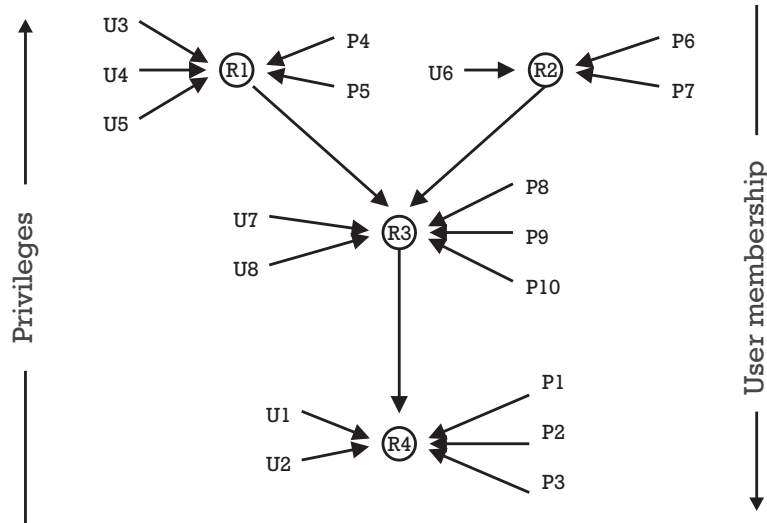 U3
U4
U5
R1
P4
P5
U6
R2
P6
P7
U7
U8
R3
P8
P9
P10
U1
U2
R4
P1
P2
P3
Privileges
User membership